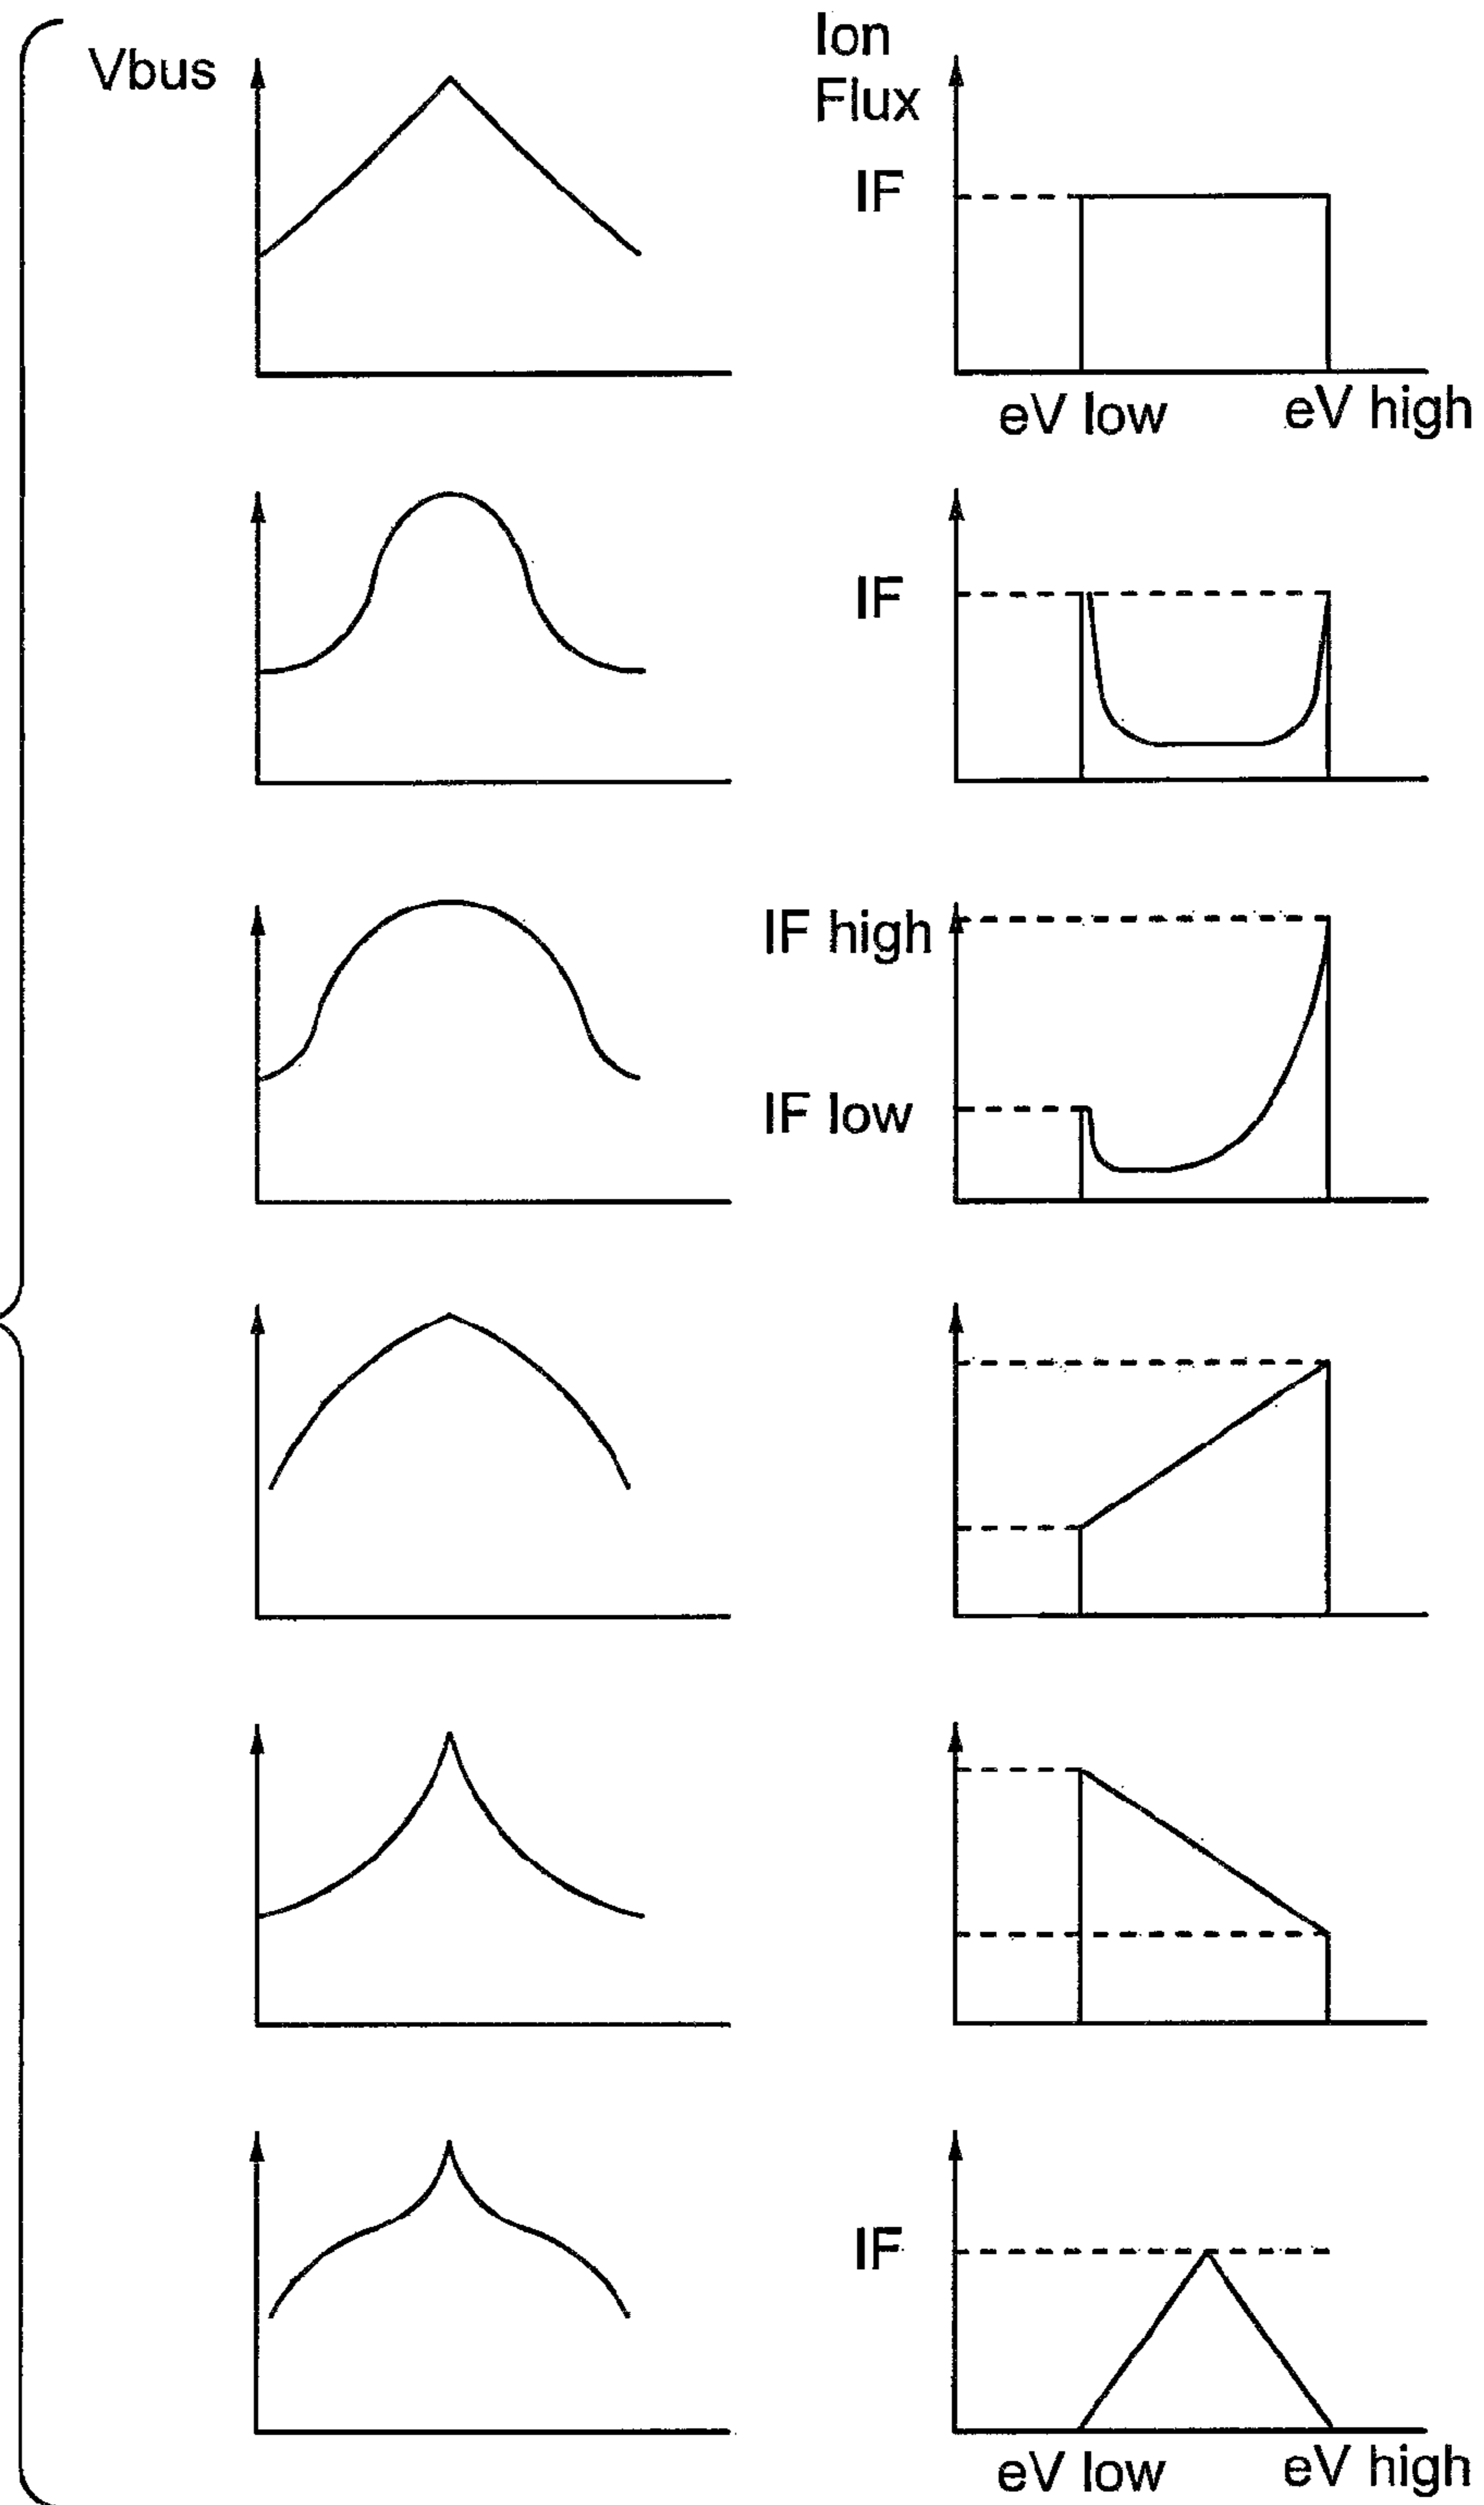 Vbus
Ion
Flux
IF
eV low
eV high
IF
IF high
IF low
IF
eV low
eV high